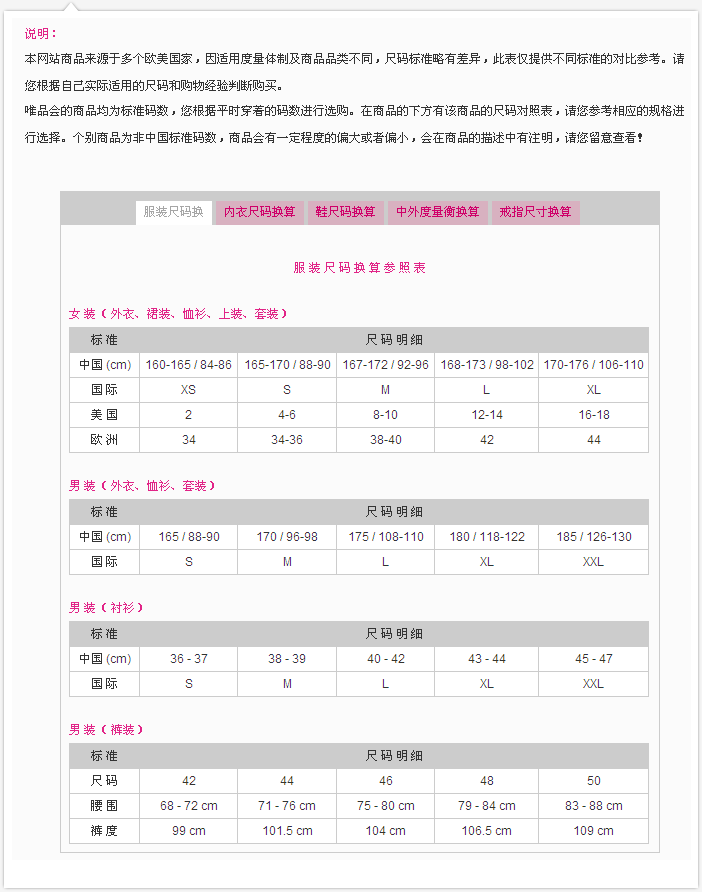 说明：
本网站商品来源于多个欧美国家，因适用度量体制及商品品类不同，尺码标准略有差异，此表仅提供不同标准的对比参考。请
您根据自己实际适用的尺码和购物经验判断购买。
唯品会的商品均为标准码数，您根据平时穿着的码数进行选购。在商品的下方有该商品的尺码对照表，请您参考相应的规格进
行选择。个别商品为非中国标准码数，商品会有一定程度的偏大或者偏小，会在商品的描述中有注明，请您留意查看！
服装尺码换 内衣尺码换算 鞋尺码换算 中外度量衡换算 戒指尺寸换算
服装尺码换算参照表
女装（外衣、裙装、恤衫、上装、套装）
标准 尺码明细
中国(cm) 160-165 / 84-86 165-170 / 88-90 167-172 / 92-96 168-173 / 98-102 170-176 / 106-110
国际 XS S M L XL
美国 2 4-6 8-10 12-14 16-18
欧洲 34 34-36 38-40 42 44
男装（外衣、恤衫、套装）
标准 尺码明细
中国(cm) 165 / 88-90 170 / 96-98 175 / 108-110 180 / 118-122 185 / 126-130
国际 S M L XL XXL
男装（衬衫）
标准 尺码明细
中国(cm) 36 - 37 38 - 39 40 - 42 43 - 44 45 - 47
国际 S M L XL XXL
男装（裤装）
标准 尺码明细
尺码 42 44 46 48 50
腰围 68 - 72 cm 71 - 76 cm 75 - 80 cm 79 - 84 cm 83 - 88 cm
裤度 99 cm 101.5 cm 104 cm 106.5 cm 109 cm